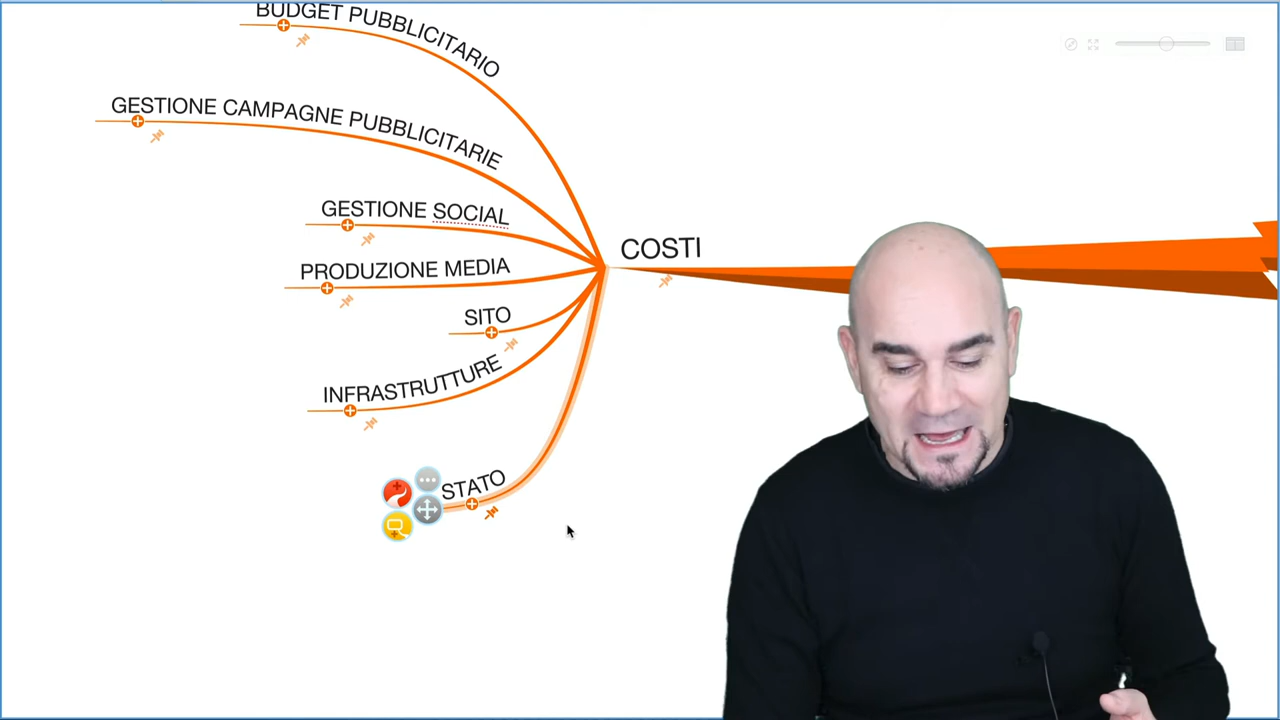 BUDGET PUBBLICITARIO
GESTIONE CAMPAGNE PUBBLICITARIE
GESTIONE SOCIAL
PRODUZIONE MEDIA
SITO
INFRASTRUTTURE
STATO
COSTI